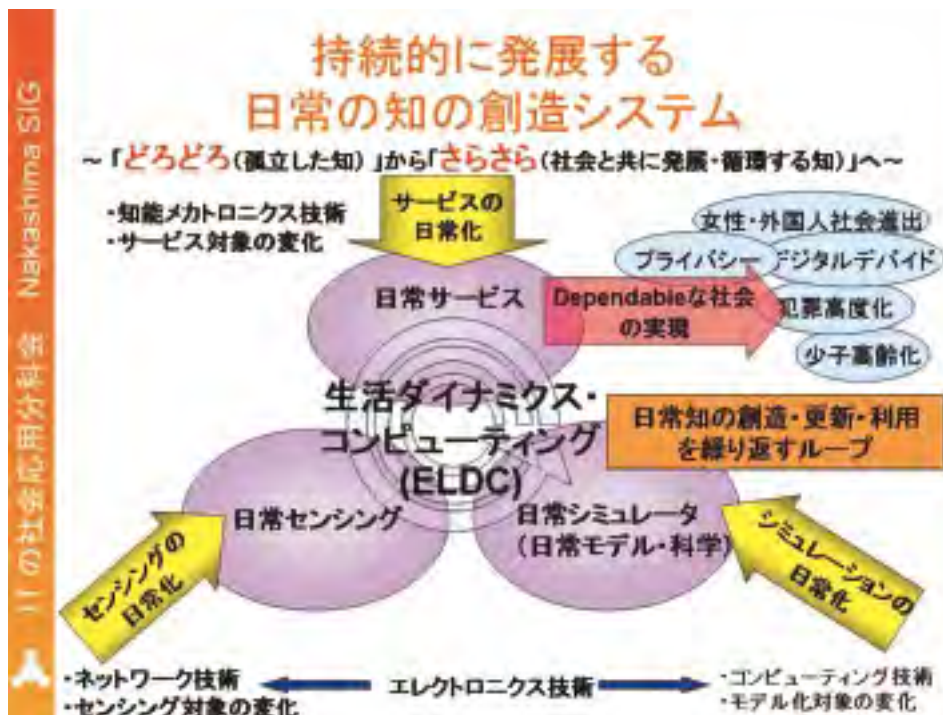 持続的に発展する
日常の知の創造システム
～「どろどろ(孤立した知)」から「さらさら(社会と共に発展・循環する知)」へ～
・知能メカトロニクス技術
・サービス対象の変化
サービスの
日常化
女性・外国人社会進出
プライバシー
デジタルデバイド
犯罪高度化
少子高齢化
日常サービス
Dependableな社会
の実現
生活ダイナミクス・
コンピューティング
(ELDC)
日常知の創造・更新・利用
を繰り返すループ
日常センシング
日常シミュレータ
(日常モデル・科学)
センシングの
日常化
シミュレーションの
日常化
・ネットワーク技術
・センシング対象の変化
エレクトロニクス技術
・コンピューティング技術
・モデル化対象の変化
ITの社会応用分科会 Nakashima SIG